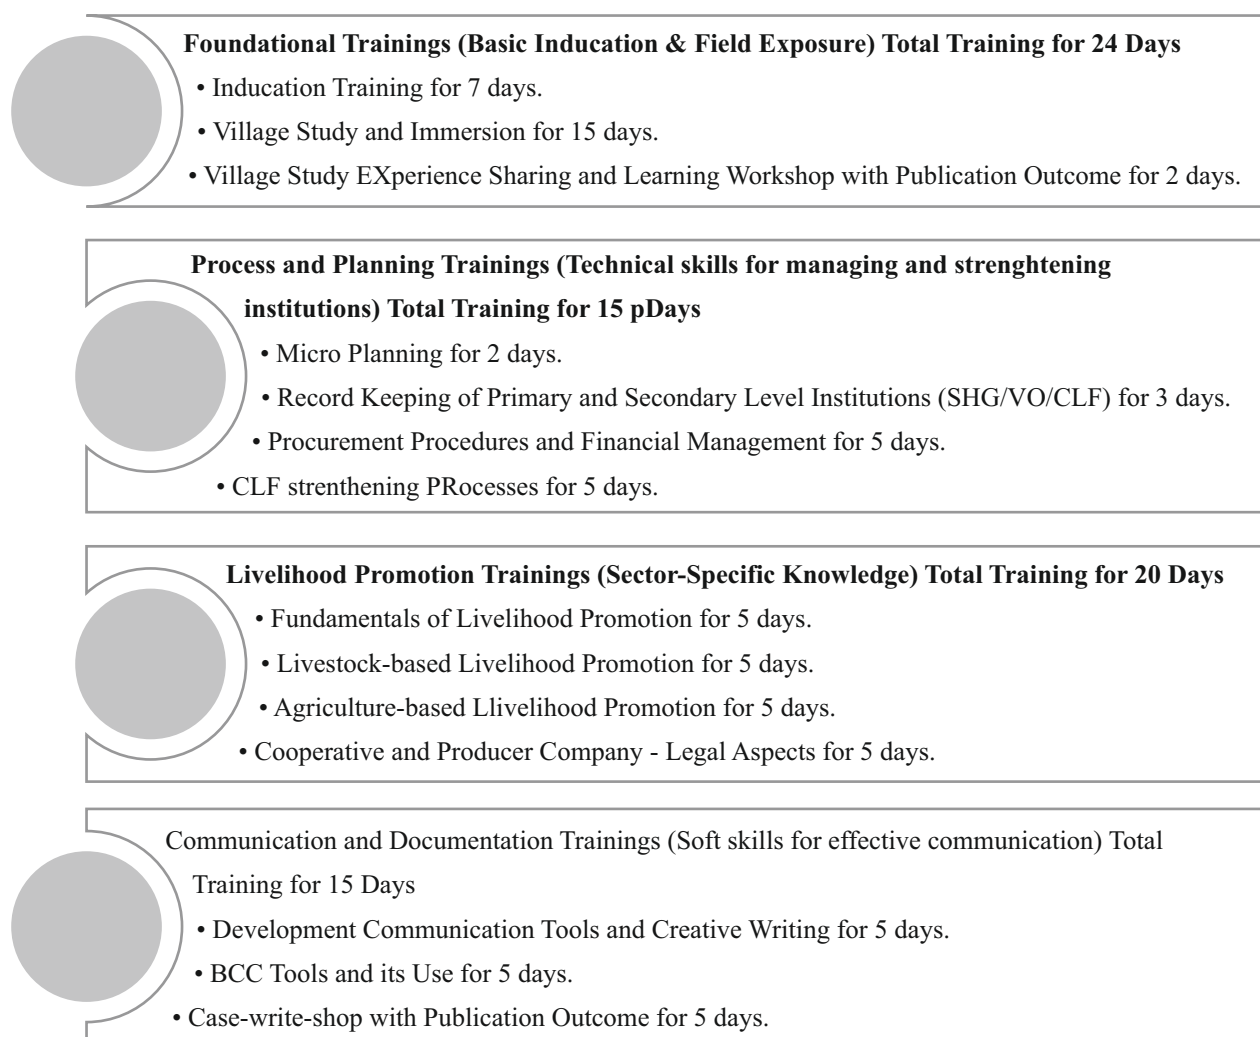 Foundational Trainings (Basic Inducation & Field Exposure) Total Training for 24 Days
• Inducation Training for 7 days.
• Village Study and Immersion for 15 days.
• Village Study EXperience Sharing and Learning Workshop with Publication Outcome for 2 days.
Process and Planning Trainings (Technical skills for managing and strenghtening
institutions) Total Training for 15 pDays
• Micro Planning for 2 days.
• Record Keeping of Primary and Secondary Level Institutions (SHG/VO/CLF) for 3 days.
• Procurement Procedures and Financial Management for 5 days.
• CLF strenthening PRocesses for 5 days.
Livelihood Promotion Trainings (Sector-Specific Knowledge) Total Training for 20 Days
• Fundamentals of Livelihood Promotion for 5 days.
• Livestock-based Livelihood Promotion for 5 days.
• Agriculture-based Llivelihood Promotion for 5 days.
• Cooperative and Producer Company - Legal Aspects for 5 days.
Communication and Documentation Trainings (Soft skills for effective communication) Total
Training for 15 Days
• Development Communication Tools and Creative Writing for 5 days.
• BCC Tools and its Use for 5 days.
• Case-write-shop with Publication Outcome for 5 days.